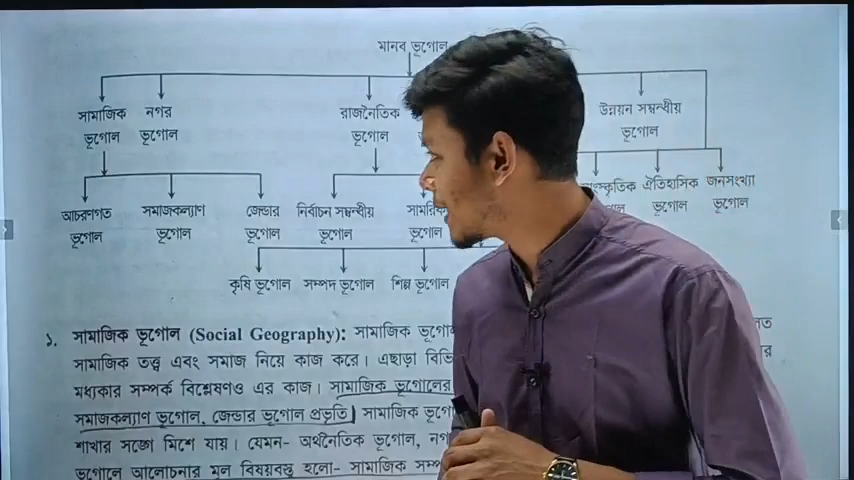 মানব ভূগোল
সামাজিক নগর রাজনৈতিক উন্নয়ন সম্বন্ধীয়
ভূগোল ভূগোল ভূগোল ভূগোল
আচরণগত সমাজকল্যাণ জেন্ডার নির্বাচন সম্বন্ধীয় সামরিক ঐতিহাসিক জনসংখ্যা
ভূগোল ভূগোল ভূগোল ভূগোল ভূগোল ভূগোল ভূগোল
কৃষি ভূগোল সম্পদ ভূগোল শিল্প ভূগোল
১. সামাজিক ভূগোল (Social Geography): সামাজিক
সামাজিক তত্ত্ব এবং সমাজ নিয়ে কাজ করে। এছাড়া
মধ্যকার সম্পর্ক বিশ্লেষণও এর কাজ। সামাজিক ভূগোলের
সমাজকল্যাণ ভূগোল, জেন্ডার ভূগোল প্রভৃতি। সামাজিক
শাখার সঙ্গে মিশে যায়। যেমন- অর্থনৈতিক ভূগোল,
ভূগোলে আলোচনার মূল বিষয়বস্তু হলো- সামাজিক